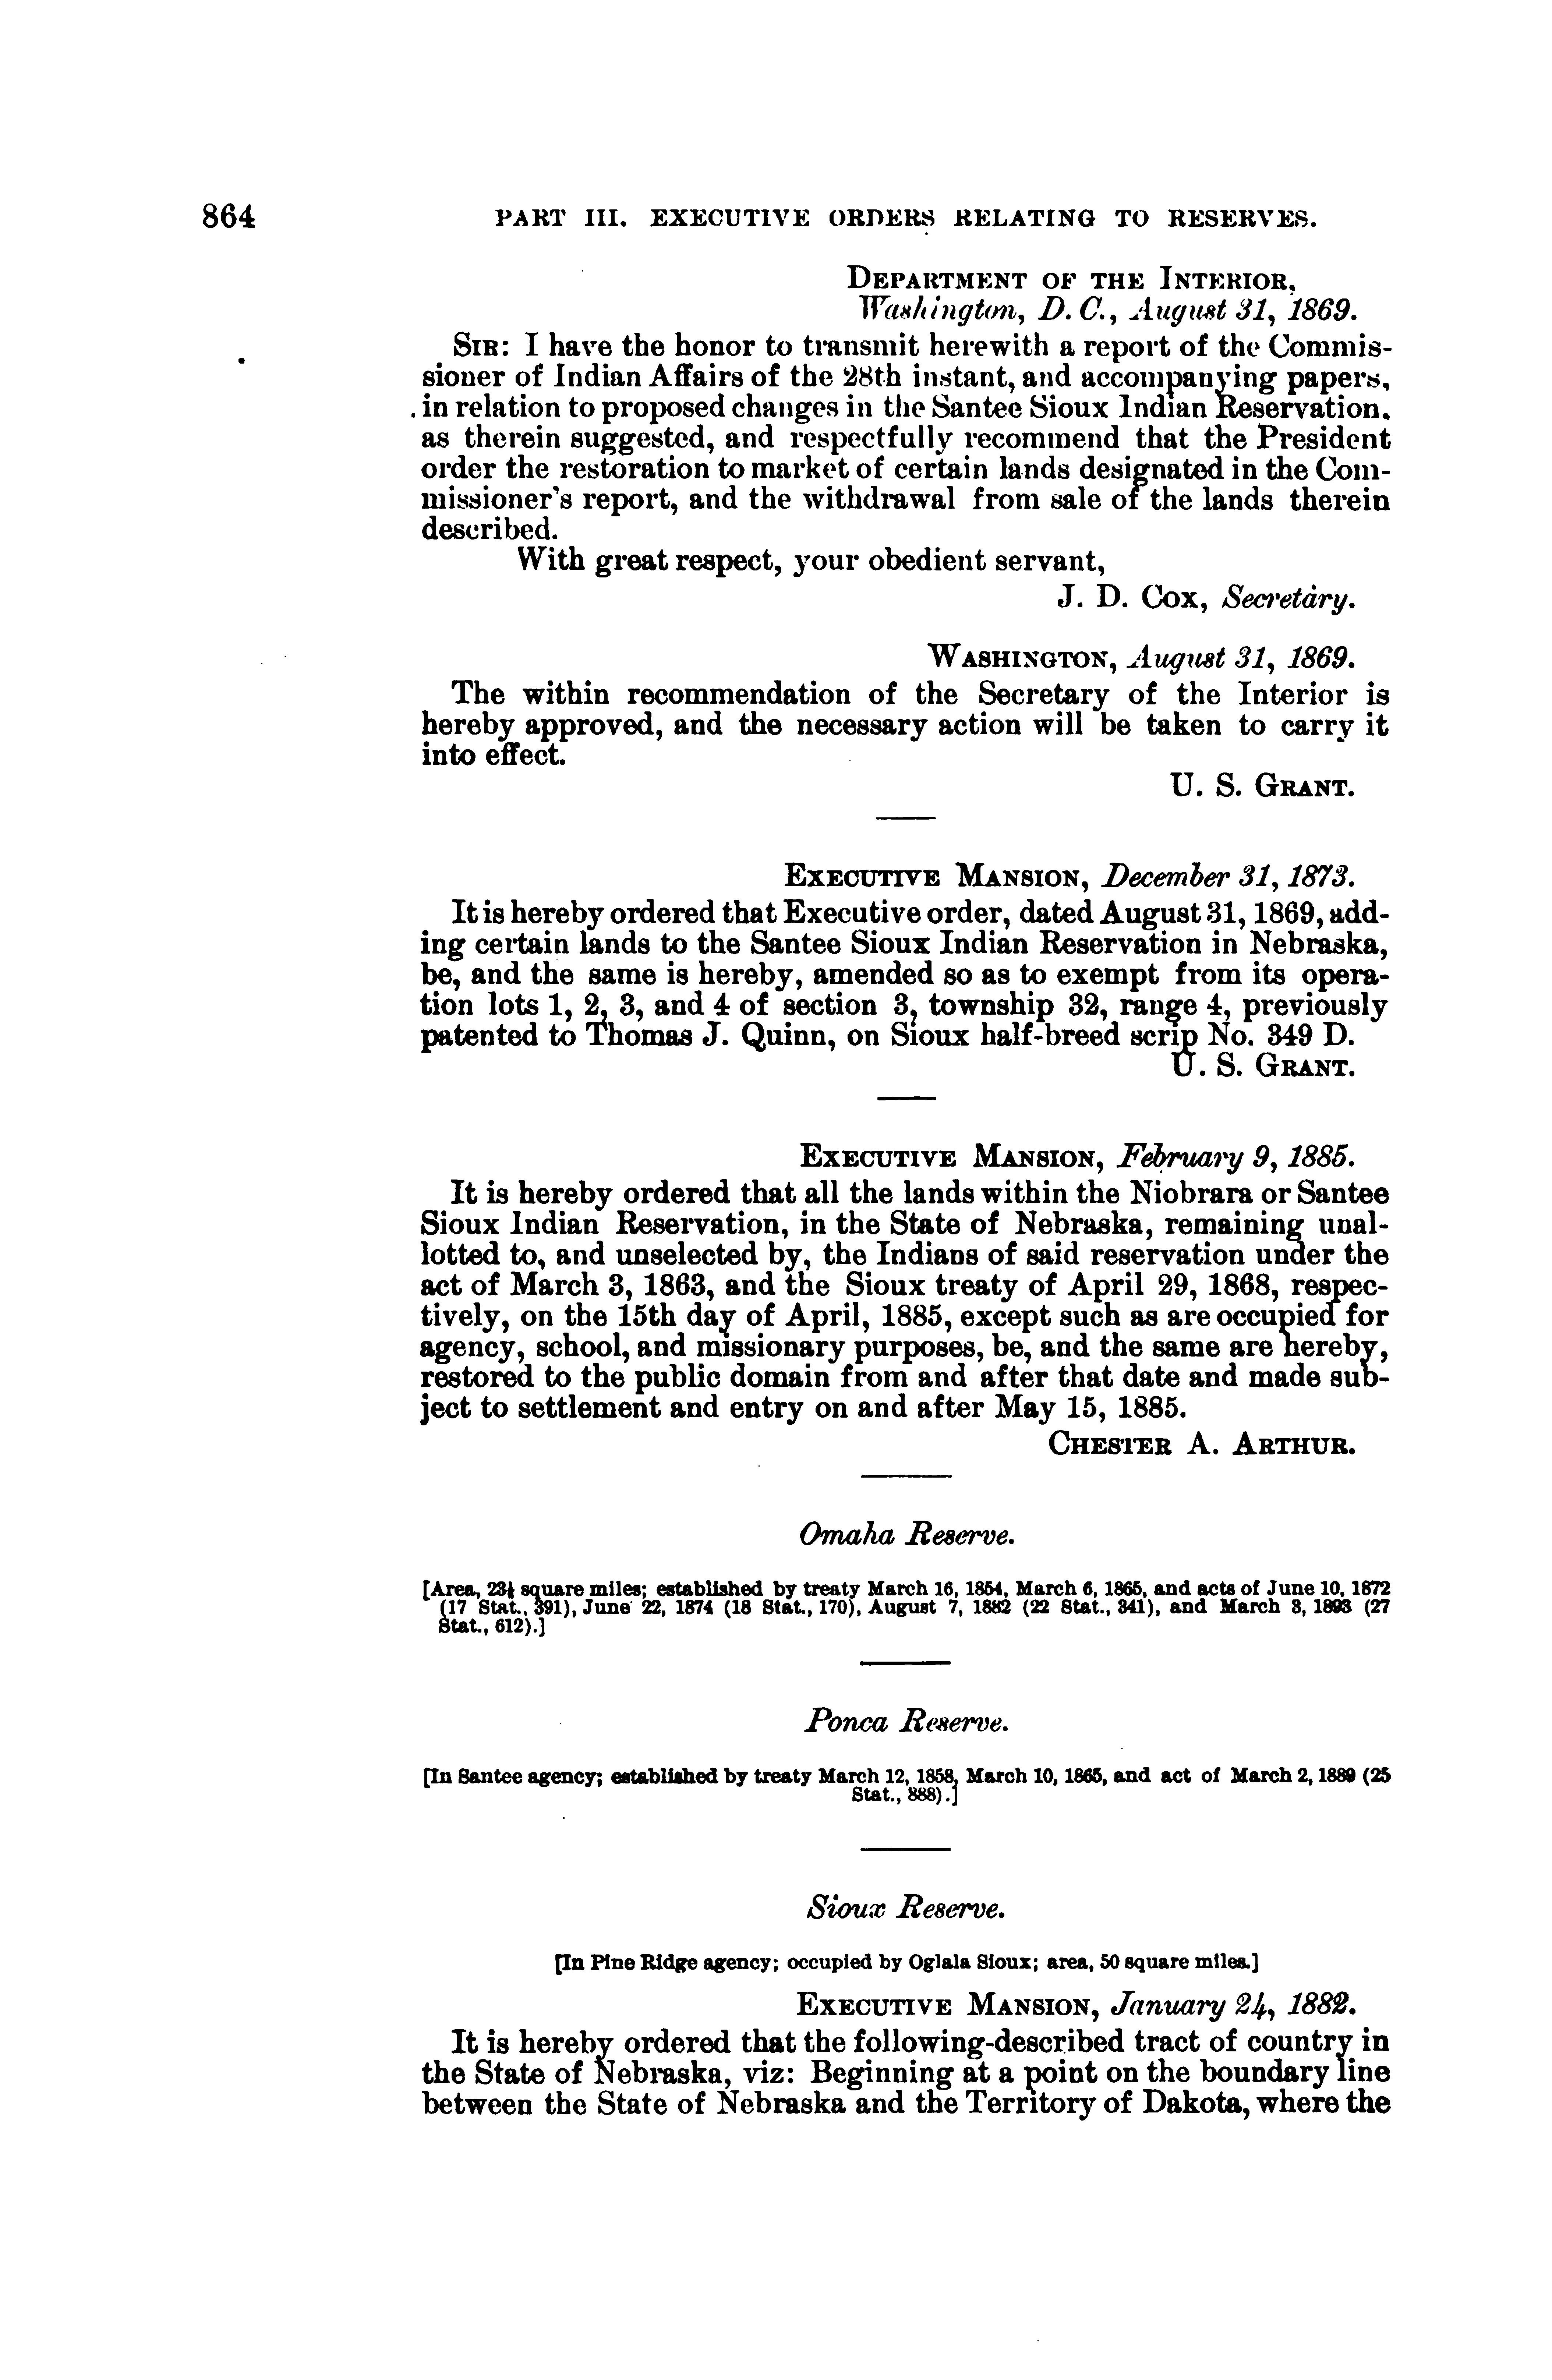 864 PART III. EXECUTIVE ORDERS RELATING TO RESERVES.
DEPARTMENT OF THE INTERIOR,
Washington, D. C., August 31, 1869.
SIR: I have the honor to transmit herewith a report of the Commis-
sioner of Indian Affairs of the 28th instant, and accompanying papers,
in relation to proposed changes in the Santee Sioux Indian Reservation,
as therein suggested, and respectfully recommend that the President
order the restoration to market of certain lands designated in the Com-
missioner's report, and the withdrawal from sale of the lands therein
described.
With great respect, your obedient servant,
J. D. COX, Secretary.
WASHINGTON, August 31, 1869.
The within recommendation of the Secretary of the Interior is
hereby approved, and the necessary action will be taken to carry it
into effect.
U. S. GRANT.
EXECUTIVE MANSION, December 31, 1873.
It is hereby ordered that Executive order, dated August 31, 1869, add-
ing certain lands to the Santee Sioux Indian Reservation in Nebraska,
be, and the same is hereby, amended so as to exempt from its opera-
tion lots 1, 2, 3, and 4 of section 3, township 32, range 4, previously
patented to Thomas J. Quinn, on Sioux half-breed scrip No. 349 D.
U. S. GRANT.
EXECUTIVE MANSION, February 9, 1885.
It is hereby ordered that all the lands within the Niobrara or Santee
Sioux Indian Reservation, in the State of Nebraska, remaining unal-
lotted to, and unselected by, the Indians of said reservation under the
act of March 3, 1863, and the Sioux treaty of April 29, 1868, respec-
tively, on the 15th day of April, 1885, except such as are occupied for
agency, school, and missionary purposes, be, and the same are hereby,
restored to the public domain from and after that date and made sub-
ject to settlement and entry on and after May 15, 1885.
CHESTER A. ARTHUR.
Omaha Reserve.
[Area, square miles; established by treaty March 16, 1854, March 6, 1865, and acts of June 10, 1872
(17 Stat., 391), June 22, 1874 (18 Stat., 170), August 7, 1882 (22 Stat., 341), and March 3, 1893 (27
Stat., 612).]
Ponca Reserve.
[In Santee agency; established by treaty March 12, 1858, March 10, 1865, and act of March 2, 1889 (25
Stat., 888).]
Sioux Reserve.
[In Pine Ridge agency; occupied by Oglala Sioux; area, 50 square miles.]
EXECUTIVE MANSION, January 24, 1882.
It is hereby ordered that the following-described tract of country in
the State of Nebraska, viz: Beginning at a point on the boundary line
between the State of Nebraska and the Territory of Dakota, where the